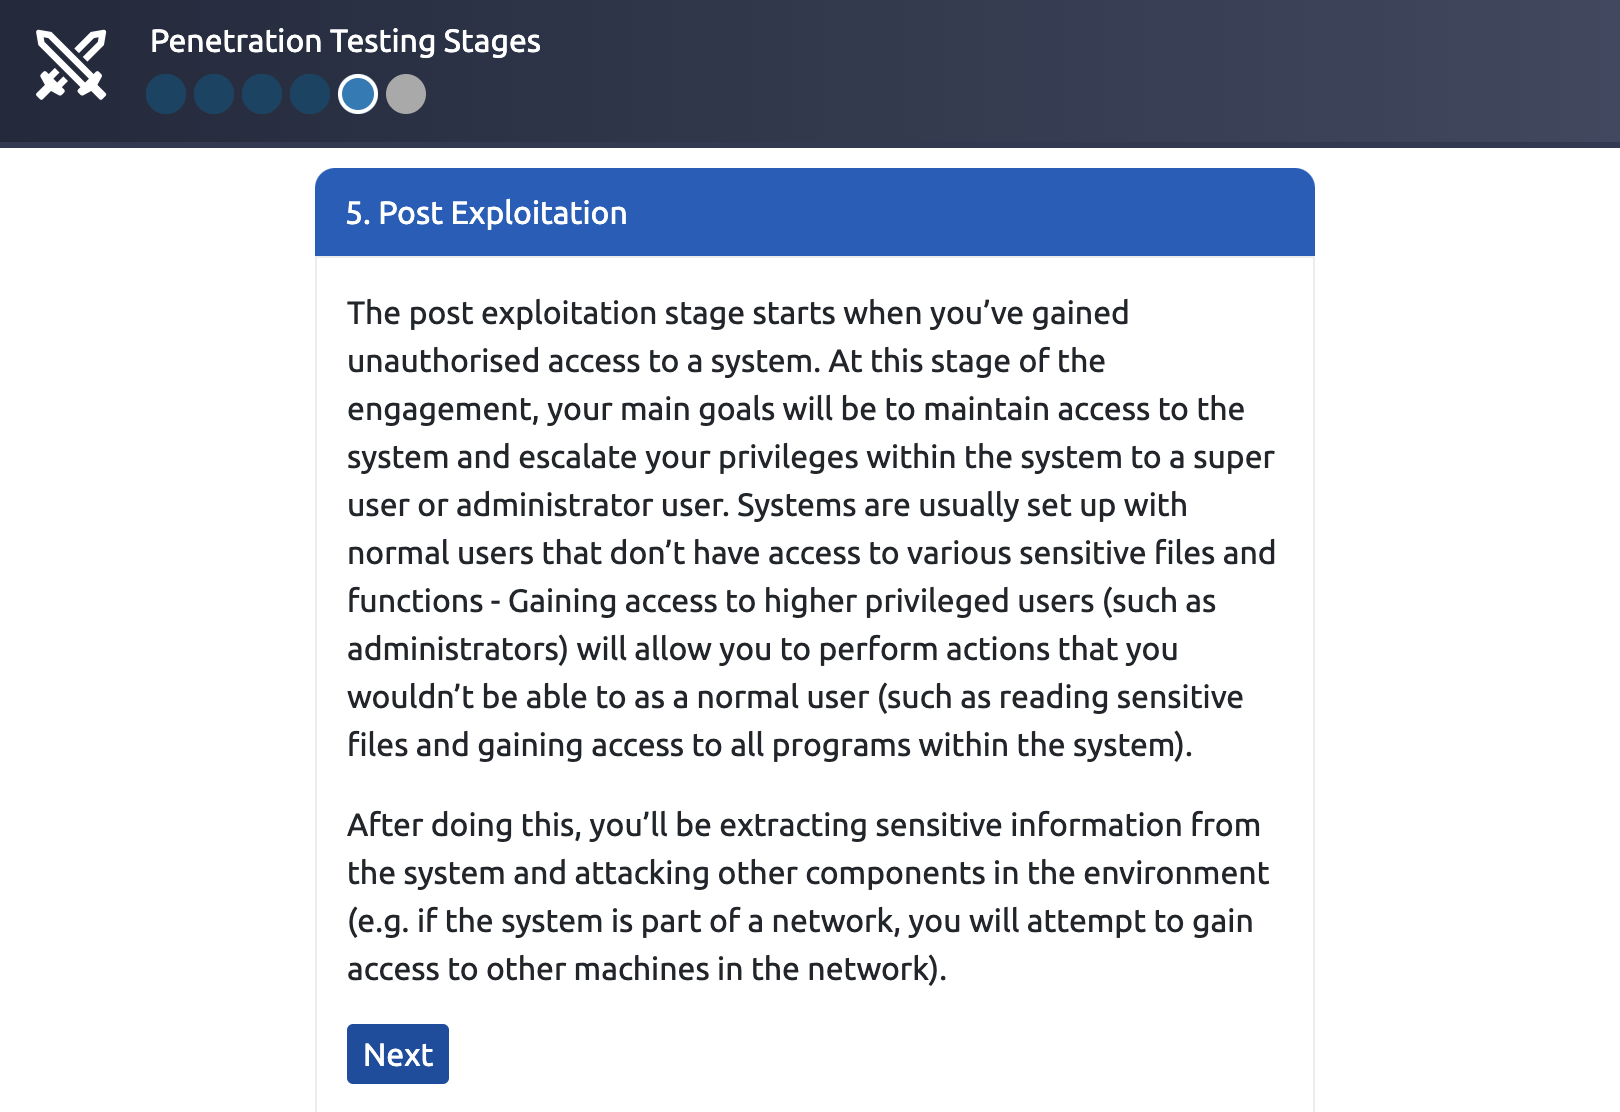 Penetration Testing Stages
5. Post Exploitation
The post exploitation stage starts when you’ve gained
unauthorised access to a system. At this stage of the
engagement, your main goals will be to maintain access to the
system and escalate your privileges within the system to a super
user or administrator user. Systems are usually set up with
normal users that don’t have access to various sensitive files and
functions - Gaining access to higher privileged users (such as
administrators) will allow you to perform actions that you
wouldn’t be able to as a normal user (such as reading sensitive
files and gaining access to all programs within the system).
After doing this, you’ll be extracting sensitive information from
the system and attacking other components in the environment
(e.g. if the system is part of a network, you will attempt to gain
access to other machines in the network).
Next